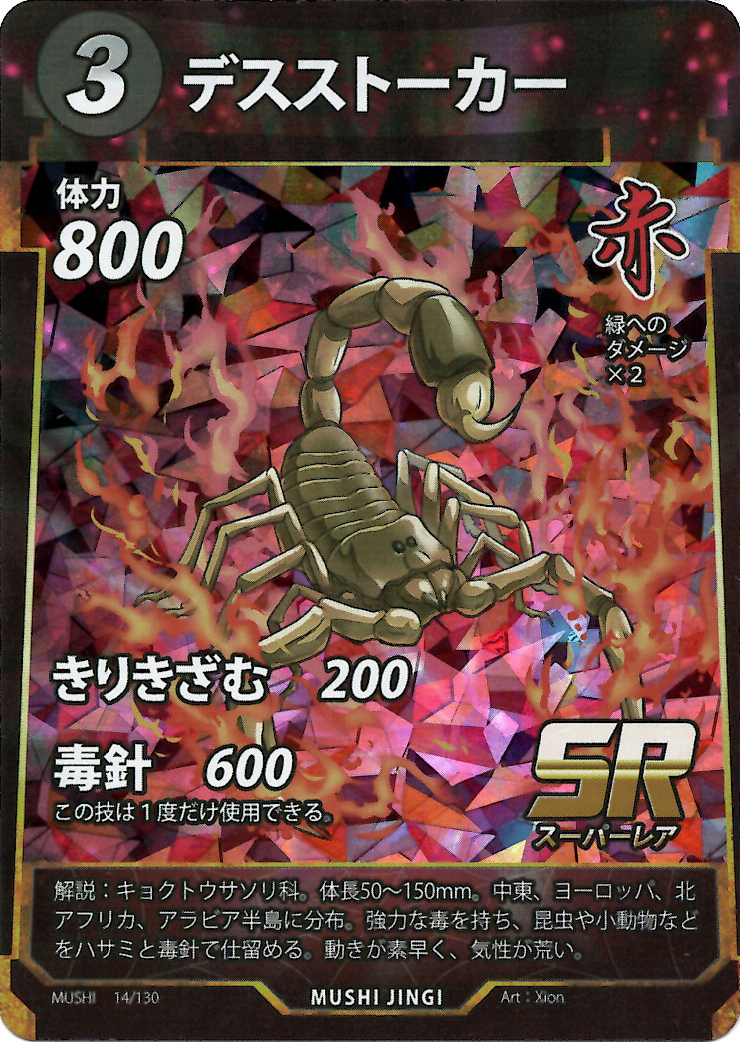 3
デスストーカー
体力
800
赤
緑への
ダメージ
×2
きりきざむ 200
毒針 600
この技は1度だけ使用できる。
SR
スーパーレア
解説：キョクトウサソリ科。体長50～150mm。中東、ヨーロッパ、北
アフリカ、アラビア半島に分布。強力な毒を持ち、昆虫や小動物など
をハサミと毒針で仕留める。動きが素早く、気性が荒い。
MUSHI 14/130
MUSHI JINGI
Art：Xion